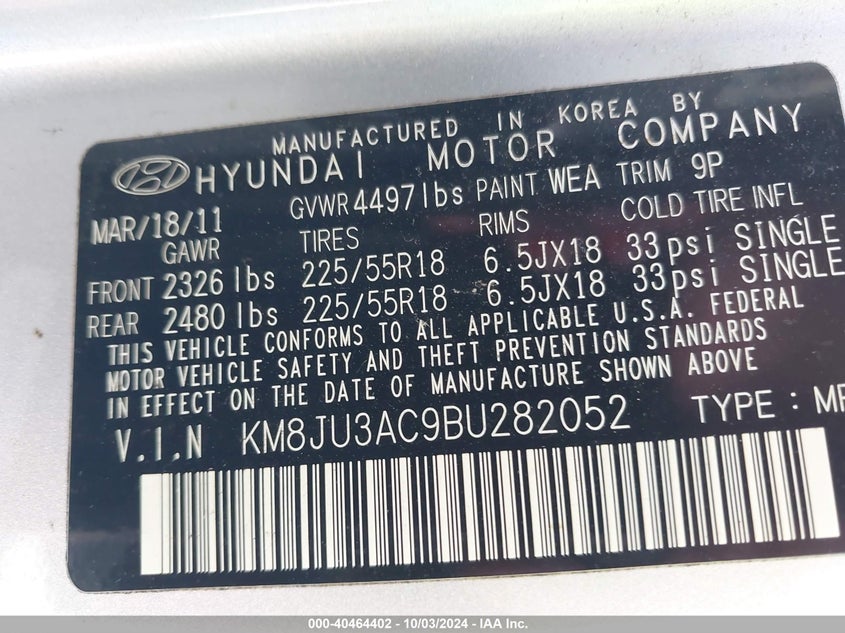 MANUFACTURED IN KOREA BY
HYUNDAI MOTOR COMPANY
MAR/18/11 GVWR 4497lbs PAINT WEA TRIM 9P
GAWR TIRES RIMS COLD TIRE INFL
FRONT 2326 lbs 225/55R18 6.5JX18 33psi SINGLE
REAR 2480 lbs 225/55R18 6.5JX18 33psi SINGLE
THIS VEHICLE CONFORMS TO ALL APPLICABLE U.S.A. FEDERAL
MOTOR VEHICLE SAFETY AND THEFT PREVENTION STANDARDS
IN EFFECT ON THE DATE OF MANUFACTURE SHOWN ABOVE
V.I.N KM8JU3AC9BU282052 TYPE : MP
000-40464402 - 10/03/2024 - IAA Inc.